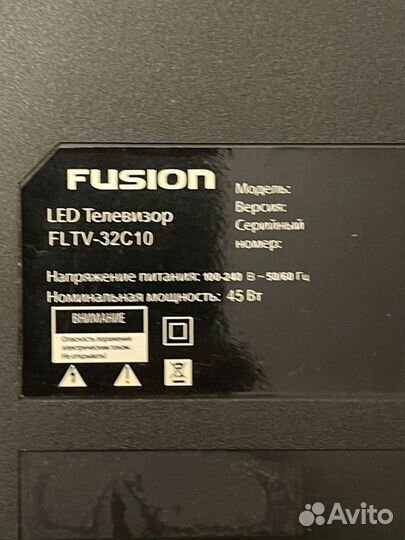 FUSION
LED Телевизор
FLTV-32C10
Модель:
Версия:
Серийный
номер:
Напряжение питания: 100-240 В ~ 50/60 Гц
Номинальная мощность: 45 Вт
ВНИМАНИЕ
Опасность поражения
электрическим током.
Не открывать!
Avito